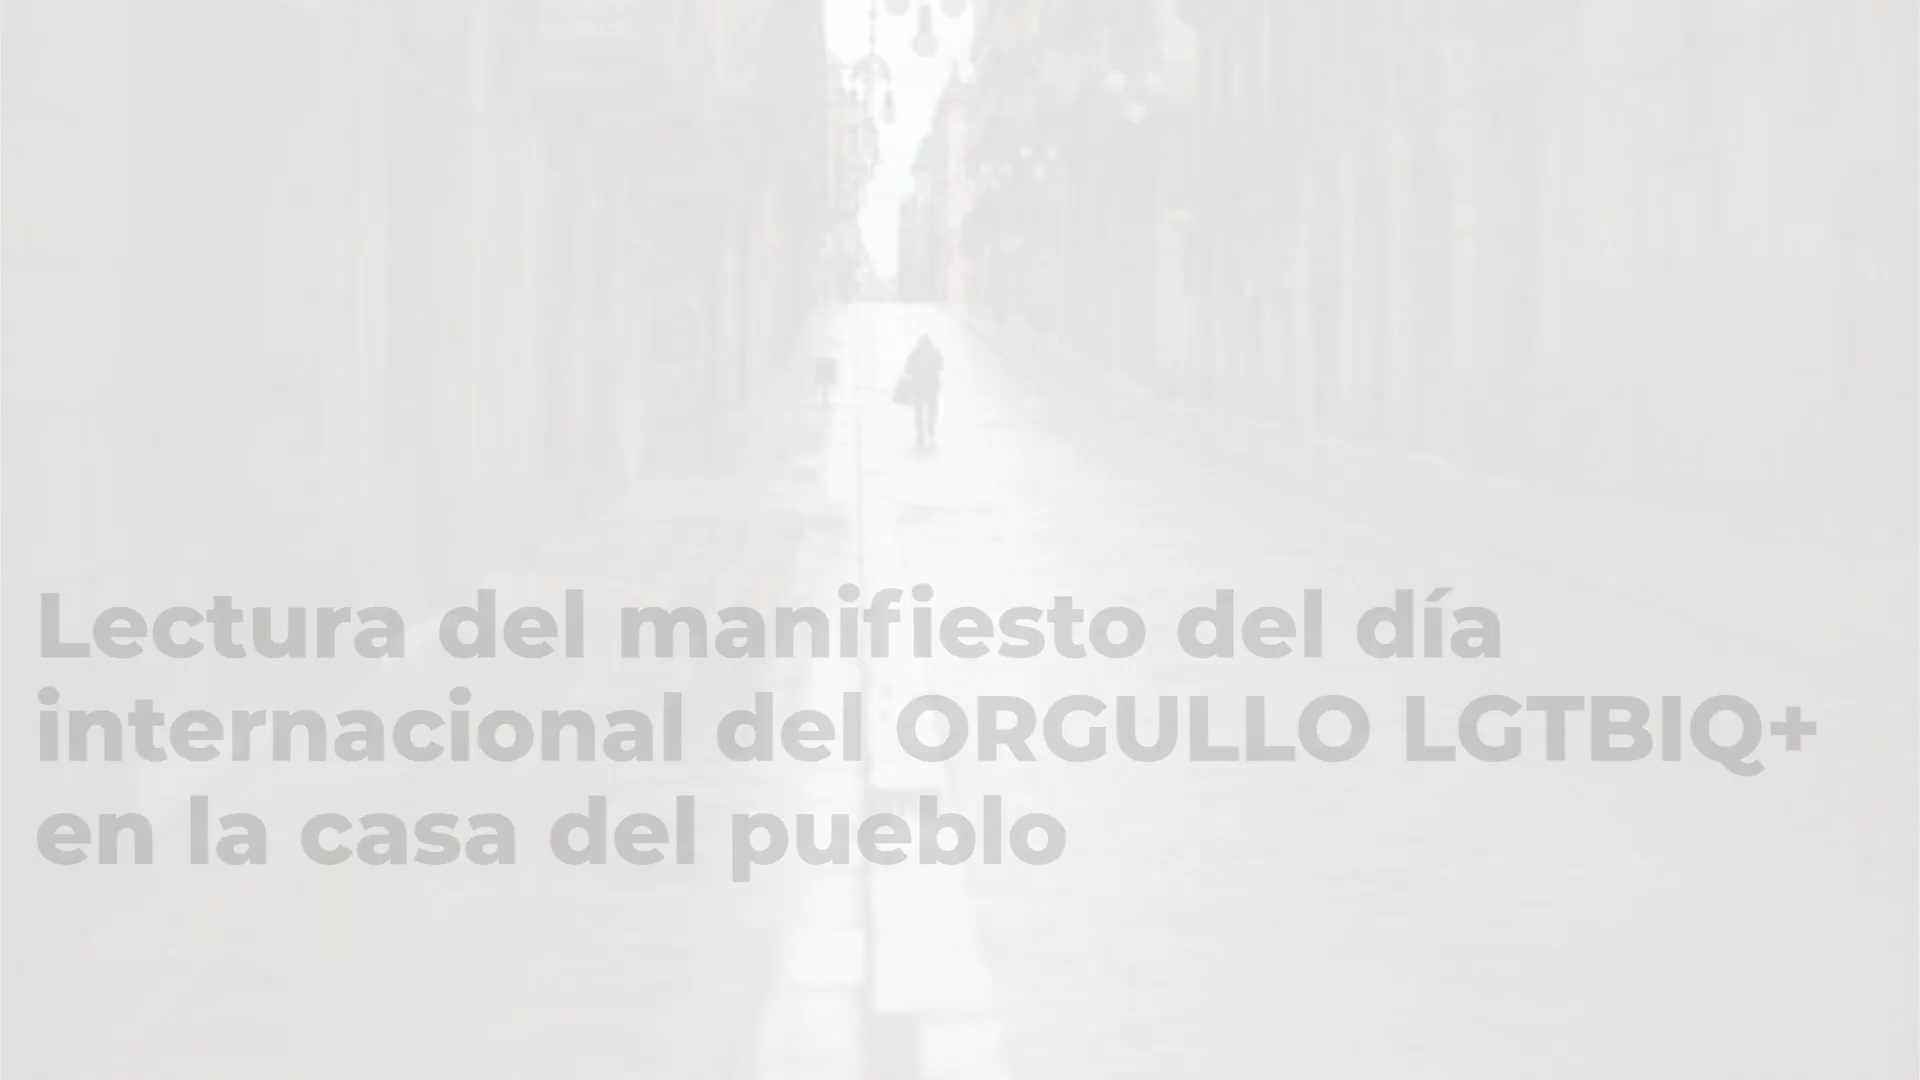 Lectura del manifiesto del día
internacional del ORGULLO LGTBIQ+
en la casa del pueblo